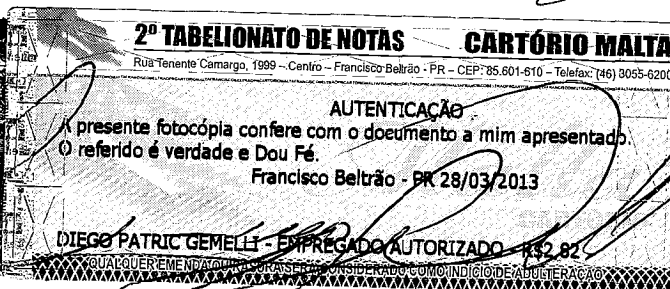 2º TABELIONATO DE NOTAS CARTÓRIO MALTA
Rua Tenente Camargo, 1999 - Centro - Francisco Beltrão - PR - CEP: 85.601-610 - Telefax: (46) 3055-6200
AUTENTICAÇÃO
A presente fotocópia confere com o documento a mim apresentado.
O referido é verdade e Dou Fé.
Francisco Beltrão - PR 28/03/2013
DIEGO PATRIC GEMELLI - EMPREGADO AUTORIZADO - R$2,82
QUALQUER EMENDA OU RASURA SERÁ CONSIDERADO COMO INDÍCIO DE ADULTERAÇÃO